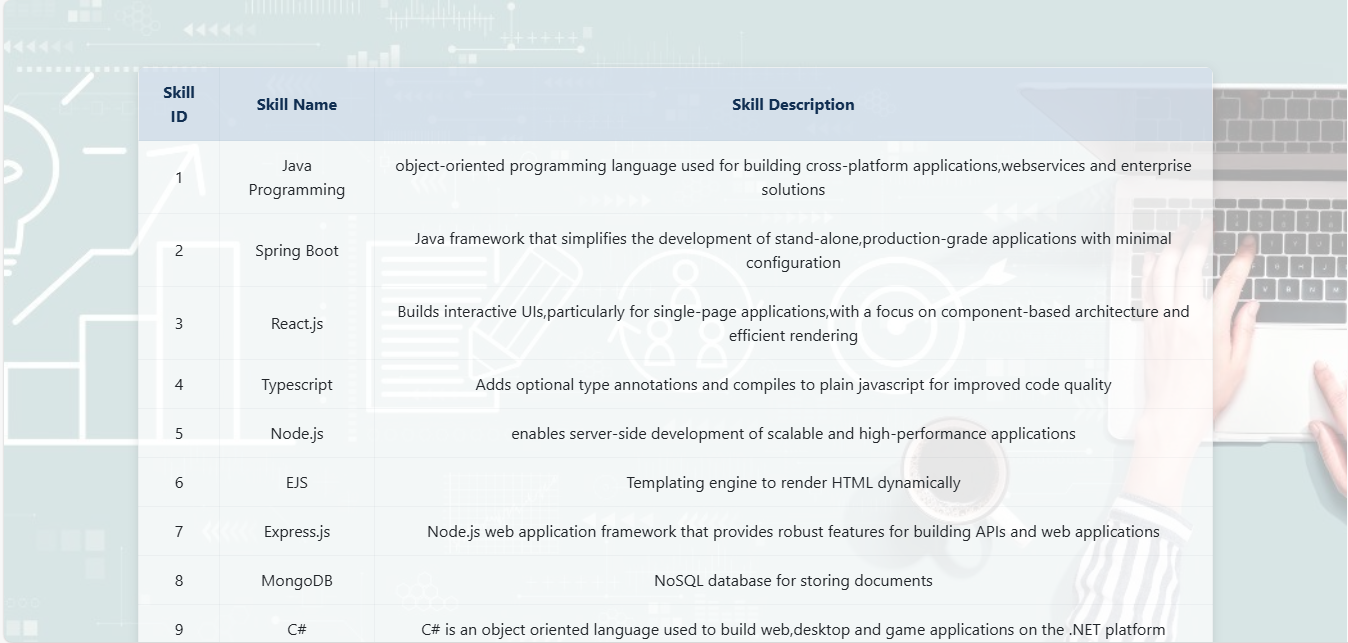 Skill
ID
Skill Name
Skill Description
1
Java
Programming
object-oriented programming language used for building cross-platform applications,webservices and enterprise
solutions
2
Spring Boot
Java framework that simplifies the development of stand-alone,production-grade applications with minimal
configuration
3
React.js
Builds interactive UIs,particularly for single-page applications,with a focus on component-based architecture and
efficient rendering
4
Typescript
Adds optional type annotations and compiles to plain javascript for improved code quality
5
Node.js
enables server-side development of scalable and high-performance applications
6
EJS
Templating engine to render HTML dynamically
7
Express.js
Node.js web application framework that provides robust features for building APIs and web applications
8
MongoDB
NoSQL database for storing documents
9
C#
C# is an object oriented language used to build web,desktop and game applications on the .NET platform